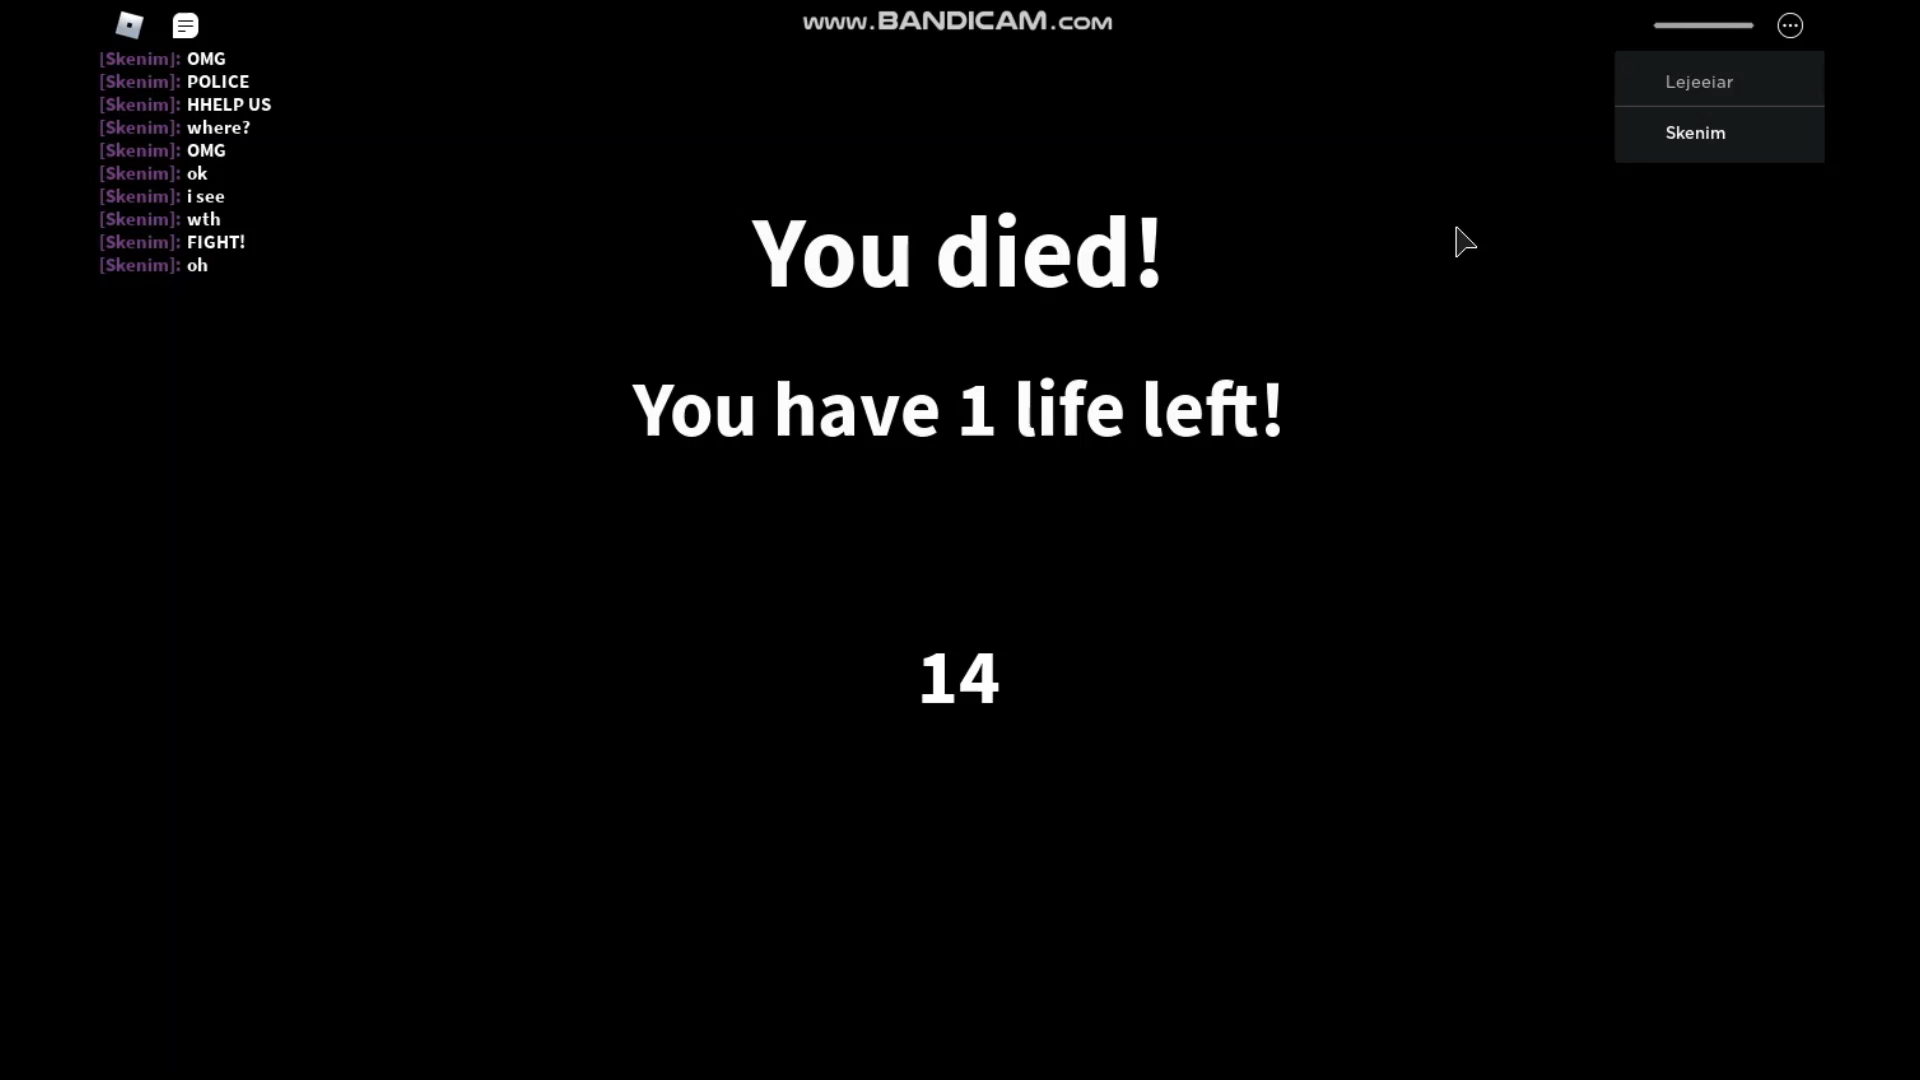 www.BANDICAM.com
[Skenim]: OMG
[Skenim]: POLICE
[Skenim]: HHELP US
[Skenim]: where?
[Skenim]: OMG
[Skenim]: ok
[Skenim]: i see
[Skenim]: wth
[Skenim]: FIGHT!
[Skenim]: oh
Lejeeiar
Skenim
You died!
You have 1 life left!
14